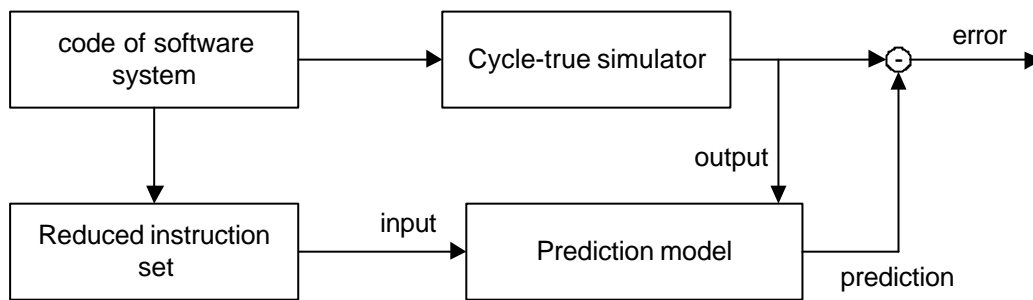 code of software
system
Cycle-true simulator
-
error
output
Reduced instruction
set
input
Prediction model
prediction